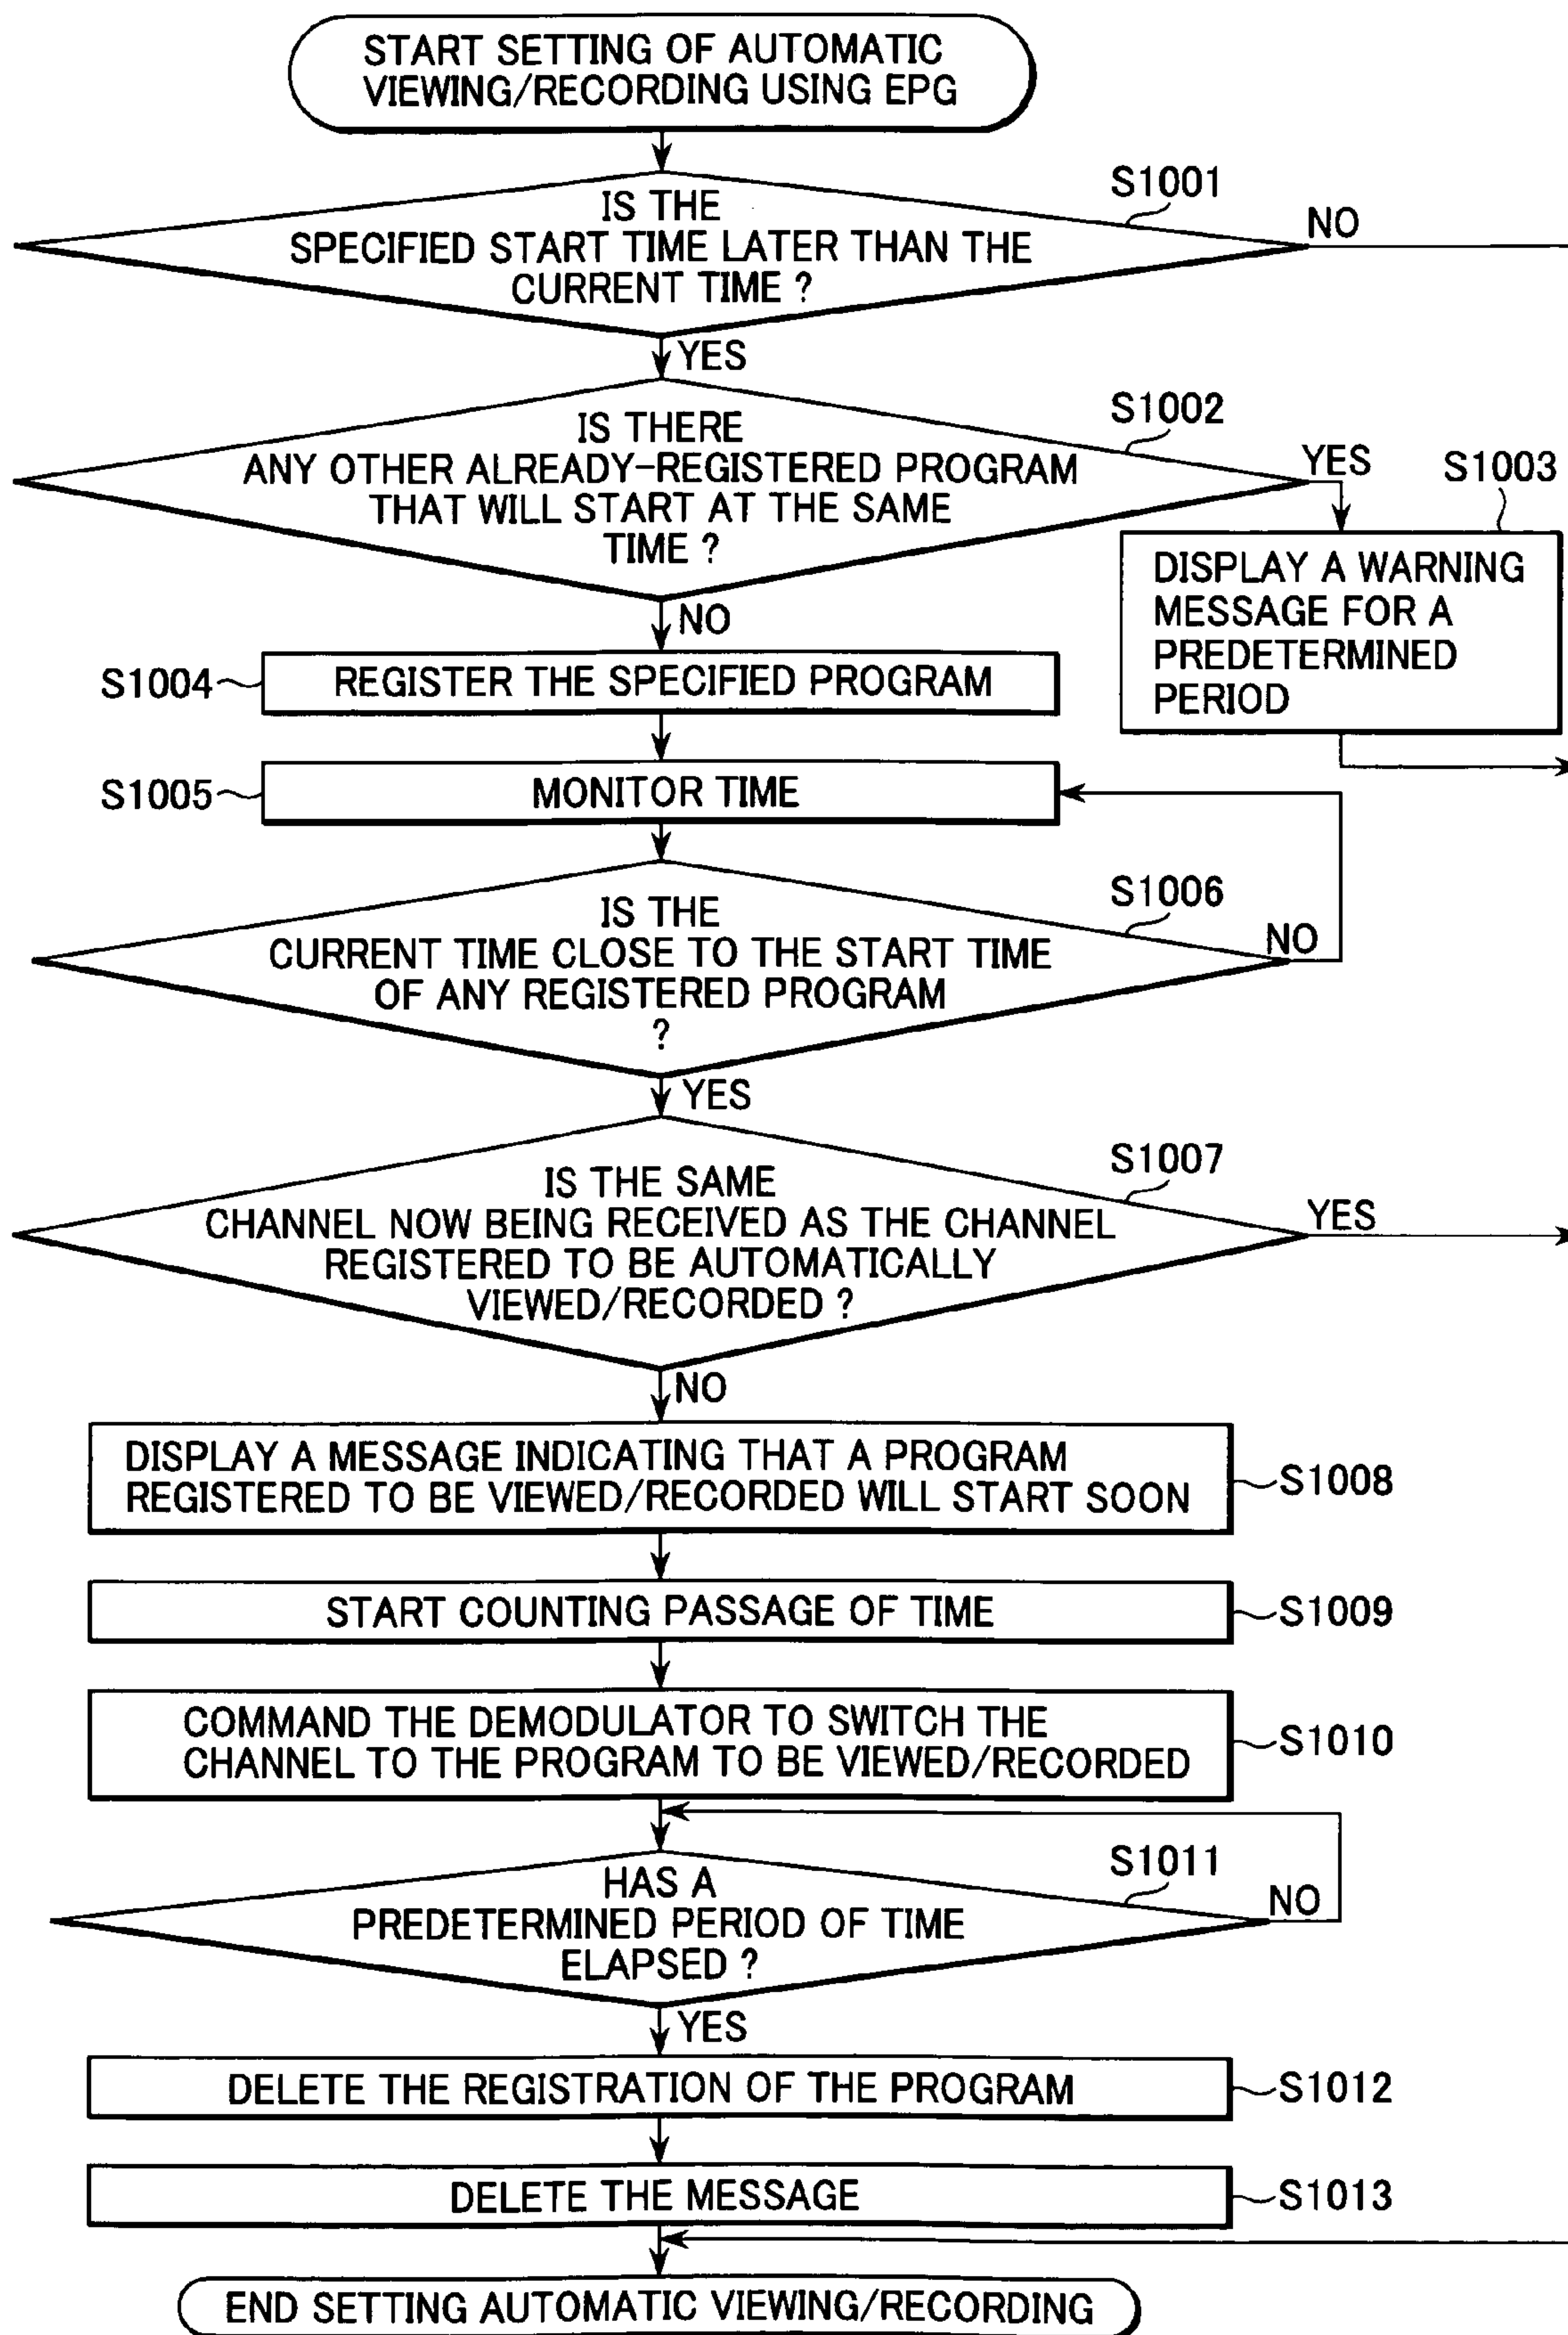 START SETTING OF AUTOMATIC
VIEWING/RECORDING USING EPG
S1001
IS THE
SPECIFIED START TIME LATER THAN THE
CURRENT TIME ?
NO
YES
S1002
IS THERE
ANY OTHER ALREADY-REGISTERED PROGRAM
THAT WILL START AT THE SAME
TIME ?
YES
S1003
DISPLAY A WARNING
MESSAGE FOR A
PREDETERMINED
PERIOD
NO
S1004
REGISTER THE SPECIFIED PROGRAM
S1005
MONITOR TIME
S1006
IS THE
CURRENT TIME CLOSE TO THE START TIME
OF ANY REGISTERED PROGRAM
?
NO
YES
S1007
IS THE SAME
CHANNEL NOW BEING RECEIVED AS THE CHANNEL
REGISTERED TO BE AUTOMATICALLY
VIEWED/RECORDED ?
YES
NO
DISPLAY A MESSAGE INDICATING THAT A PROGRAM
REGISTERED TO BE VIEWED/RECORDED WILL START SOON
S1008
START COUNTING PASSAGE OF TIME
S1009
COMMAND THE DEMODULATOR TO SWITCH THE
CHANNEL TO THE PROGRAM TO BE VIEWED/RECORDED
S1010
S1011
HAS A
PREDETERMINED PERIOD OF TIME
ELAPSED ?
NO
YES
DELETE THE REGISTRATION OF THE PROGRAM
S1012
DELETE THE MESSAGE
S1013
END SETTING AUTOMATIC VIEWING/RECORDING